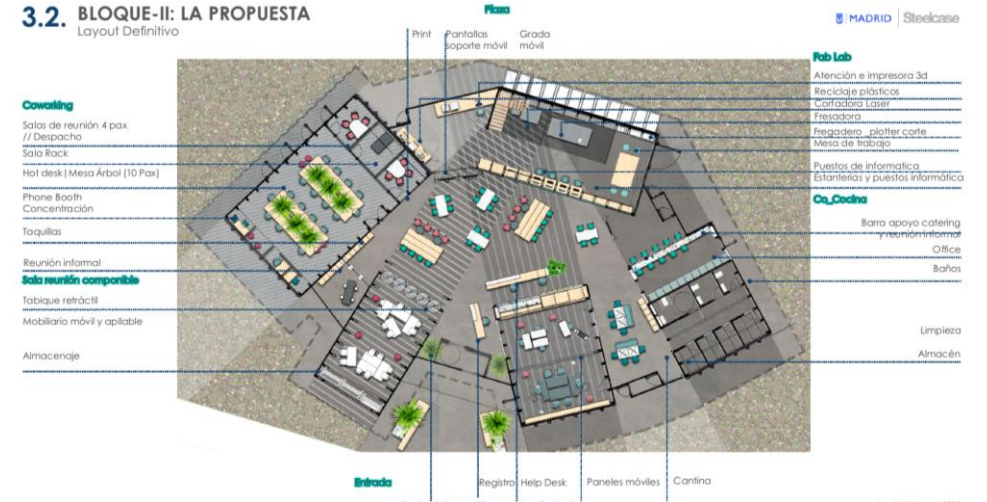 3.2. BLOQUE-II: LA PROPUESTA
Layout Definitivo
Plaza
MADRID Steelcase
Print
Pantallas
soporte móvil
Grada
móvil
Coworking
Salas de reunión 4 pax
// Despacho
Sala Rack
Hot desk|Mesa Árbol (10 Pax)
Phone Booth
Concentración
Taquillas
Reunión informal
Sala reunión componible
Tabique retráctil
Mobiliario móvil y apilable
Almacenaje
Fab Lab
Atención e impresora 3d
Reciclaje plásticos
Cortadora Laser
Fresadora
Fregadero _plotter corte
Mesa de trabajo
Puestos de informatica
Estanterías y puestos informática
Co_Cocina
Barra apoyo catering
y reunión informal
Office
Baños
Limpieza
Almacén
Entrada
Registro
Help Desk
Paneles móviles
Cantina